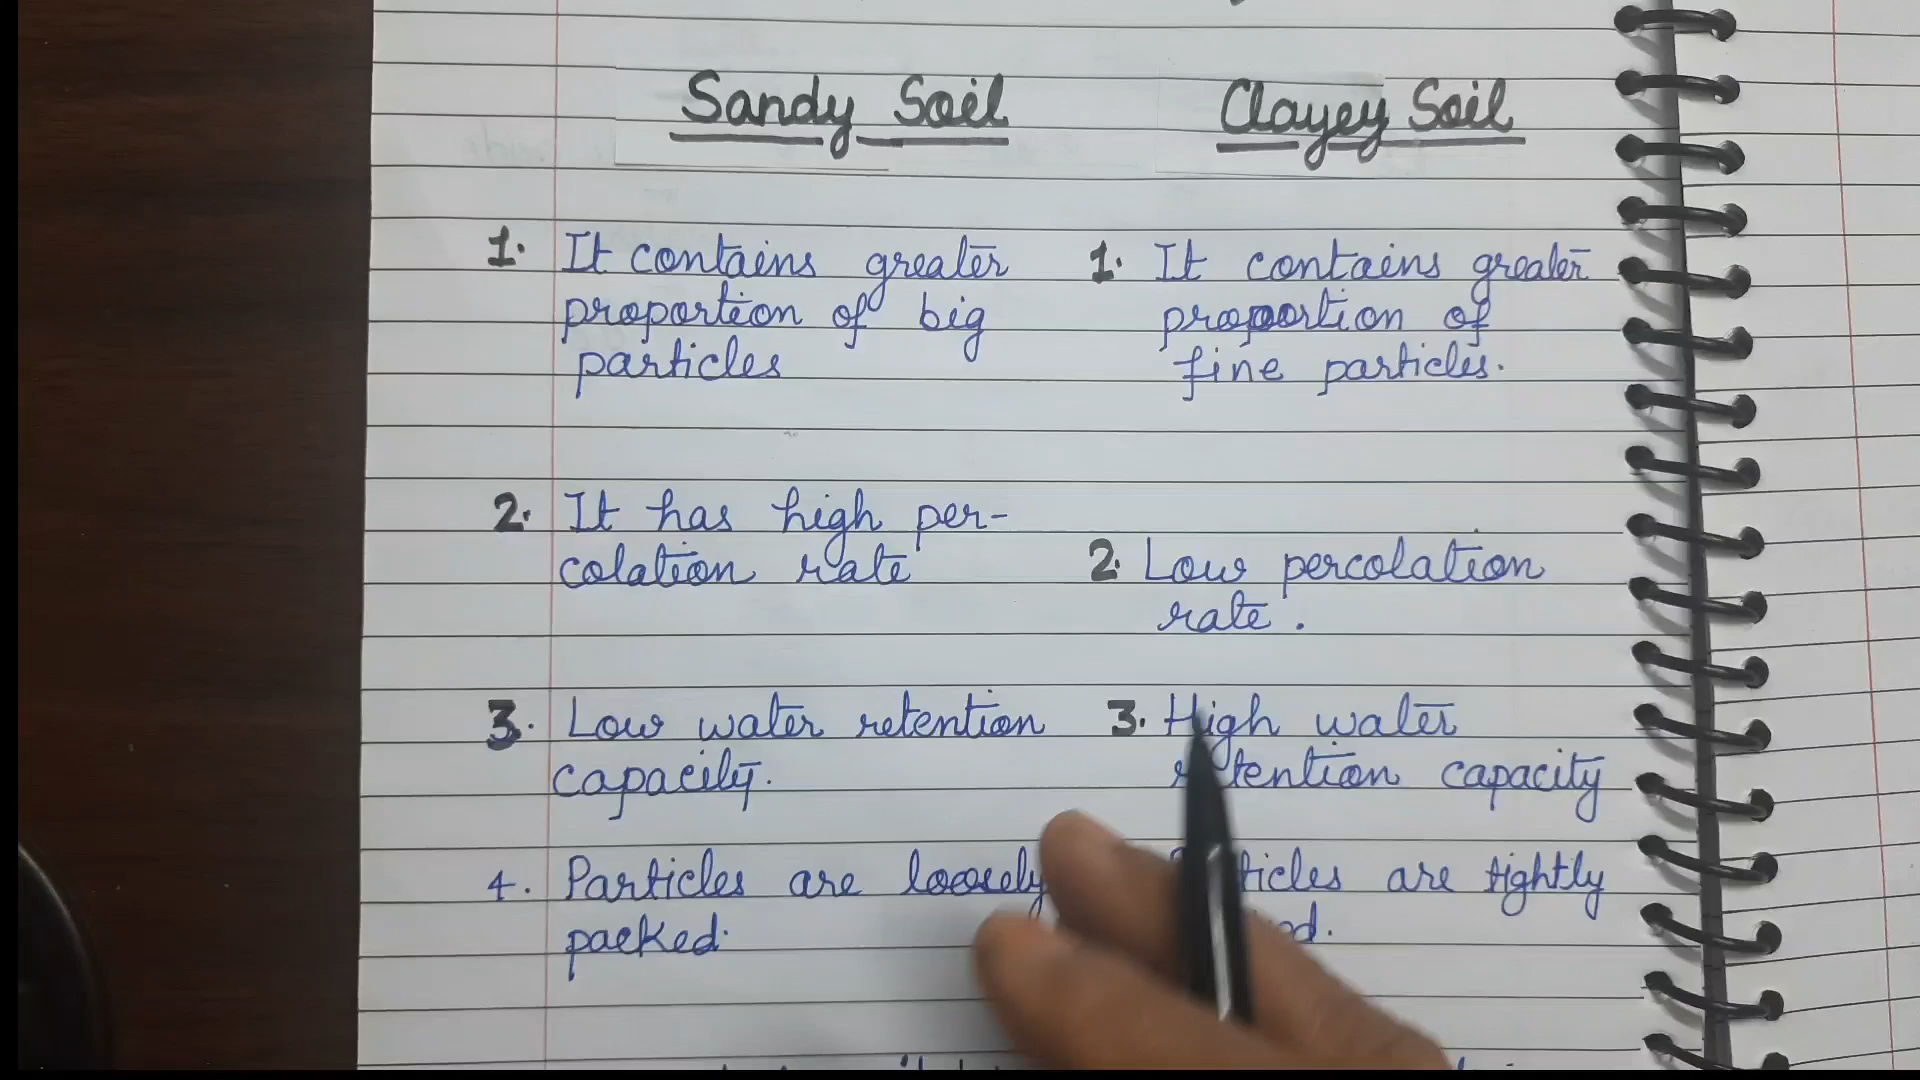 Sandy Soil
1. It contains greater
proportion of big
particles
2. It has high per-
colation rate
3. Low water retention
capacity.
4. Particles are loosely
packed.
Clayey Soil
1. It contains greater
proportion of
fine particles.
2. Low percolation
rate.
3. High water
retention capacity
are tightly